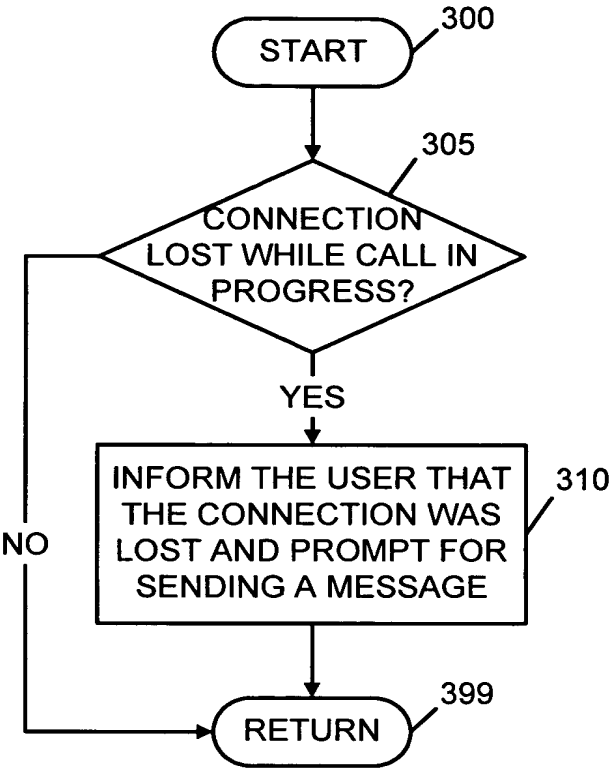 300
START
305
CONNECTION
LOST WHILE CALL IN
PROGRESS?
YES
INFORM THE USER THAT
THE CONNECTION WAS
LOST AND PROMPT FOR
SENDING A MESSAGE
310
NO
399
RETURN